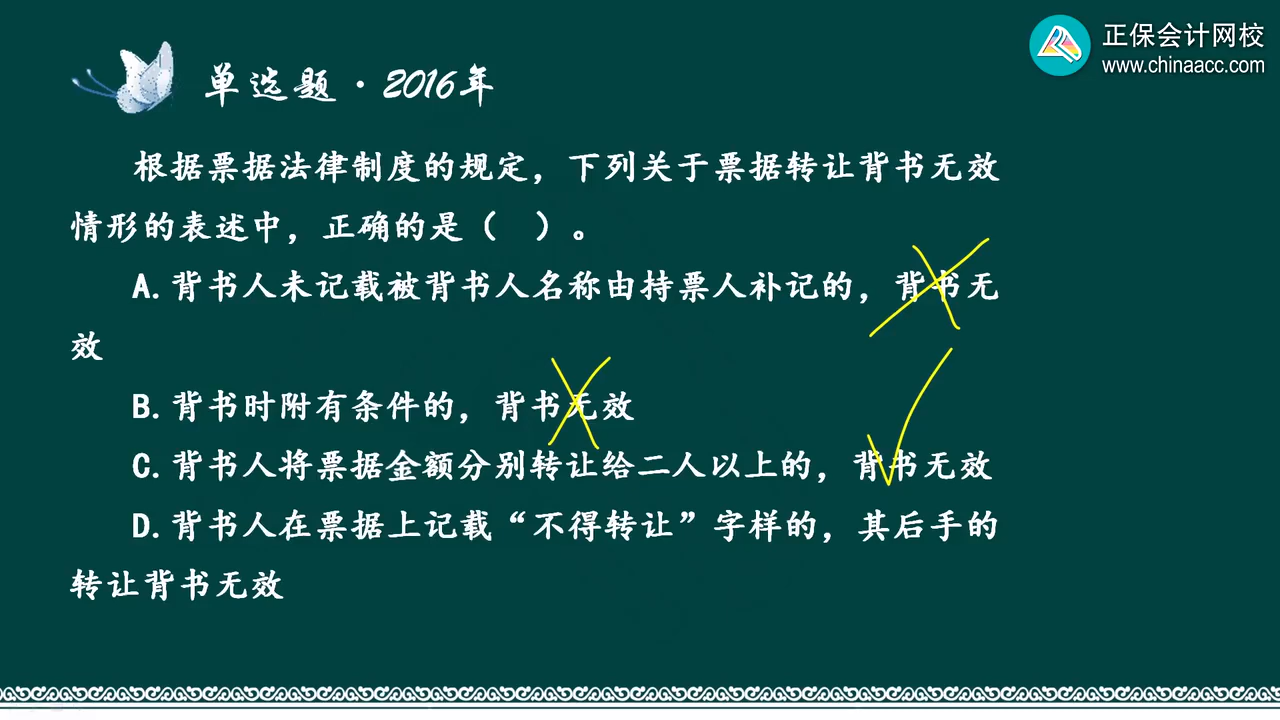 正保会计网校
www.chinaacc.com
单选题·2016年
根据票据法律制度的规定，下列关于票据转让背书无效
情形的表述中，正确的是（ ）。
A.背书人未记载被背书人名称由持票人补记的，背书无
效
B.背书时附有条件的，背书无效
C.背书人将票据金额分别转让给二人以上的，背书无效
D.背书人在票据上记载“不得转让”字样的，其后手的
转让背书无效